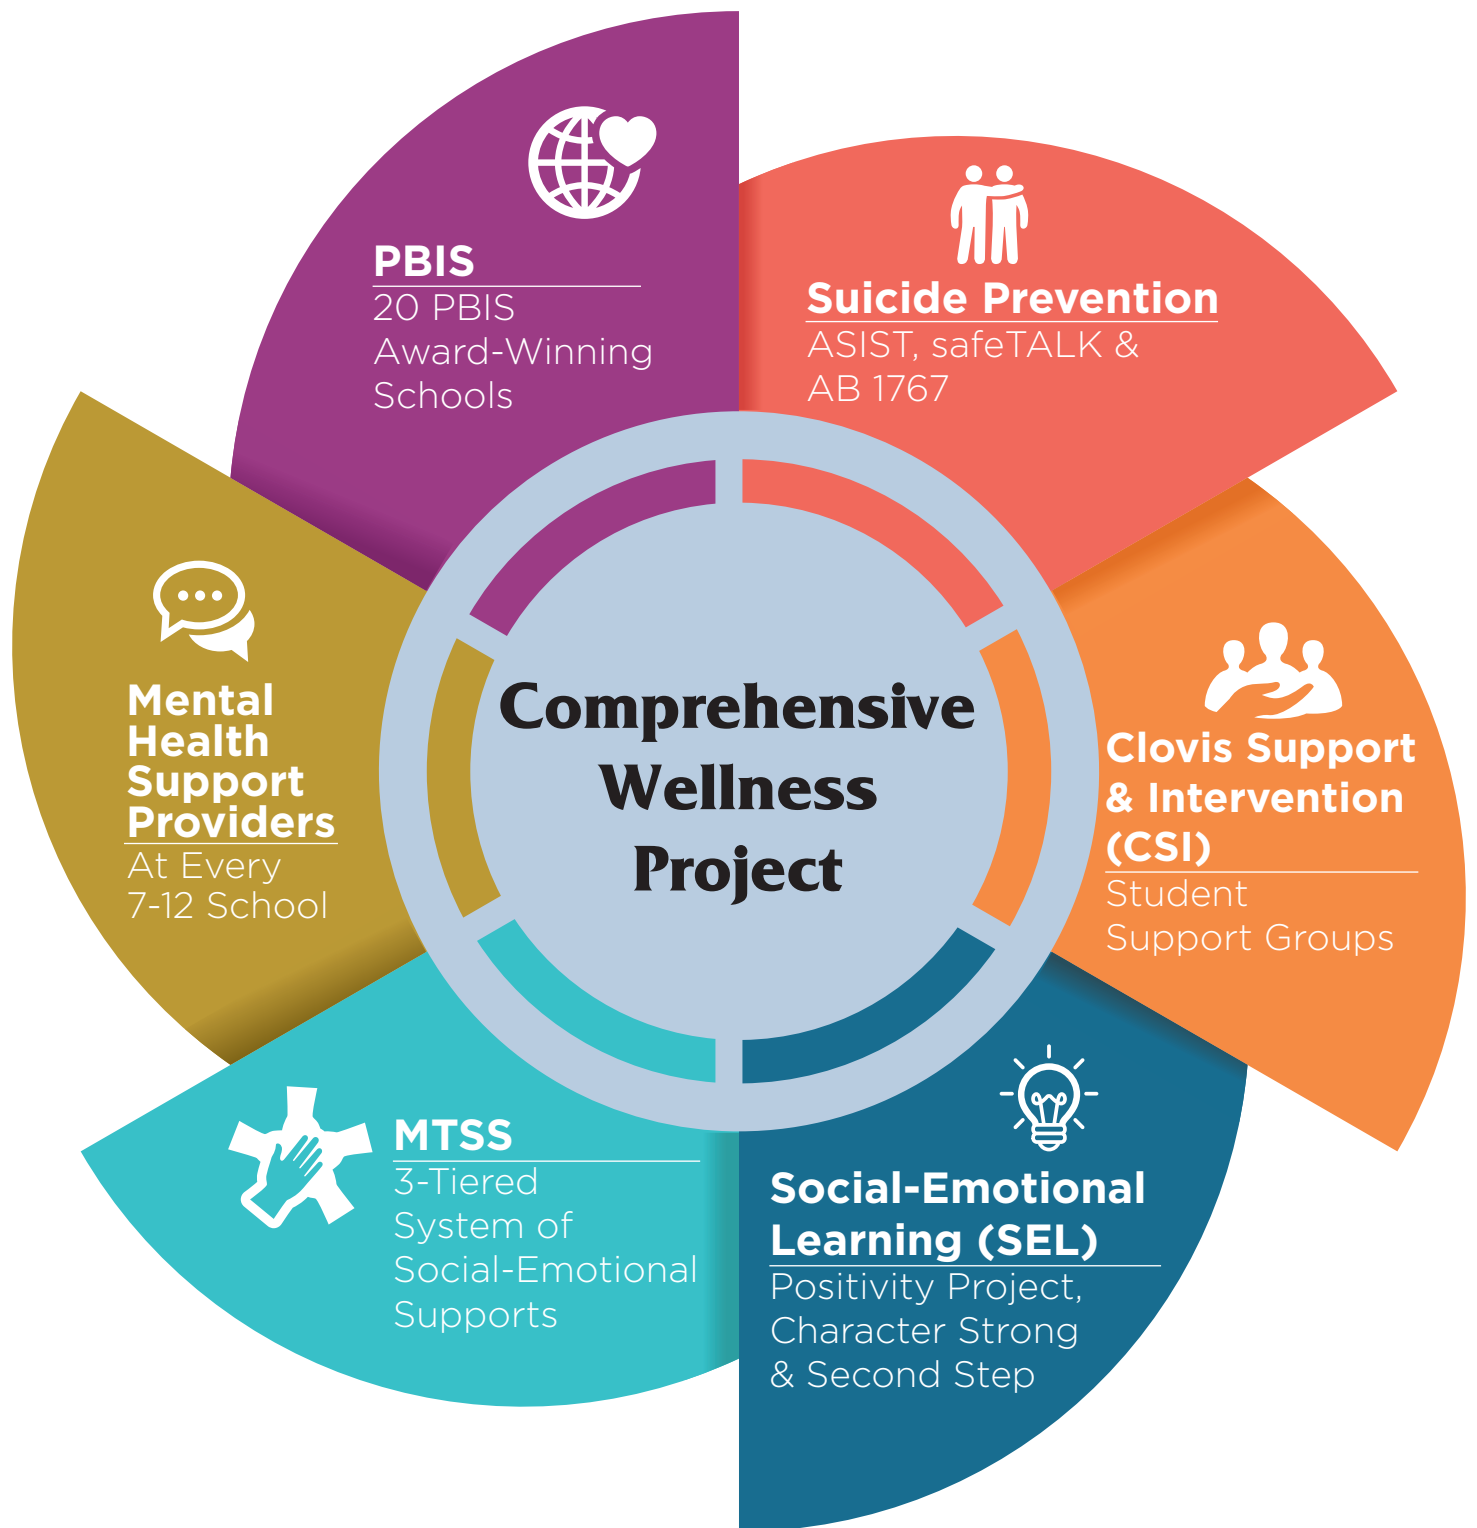 PBIS
20 PBIS
Award-Winning
Schools
Suicide Prevention
ASIST, safeTALK &
AB 1767
Clovis Support
& Intervention
(CSI)
Student
Support Groups
Social-Emotional
Learning (SEL)
Positivity Project,
Character Strong
& Second Step
MTSS
3-Tiered
System of
Social-Emotional
Supports
Mental
Health
Support
Providers
At Every
7-12 School
Comprehensive
Wellness
Project